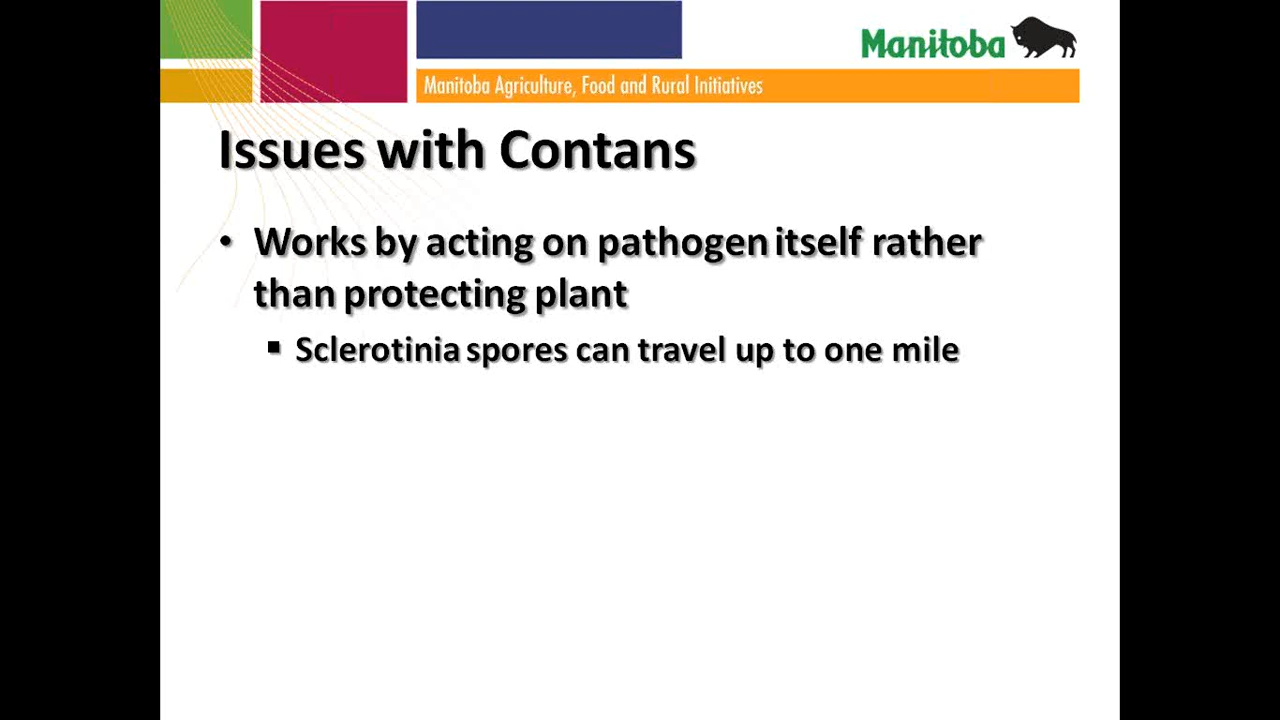 Manitoba
Manitoba Agriculture, Food and Rural Initiatives
Issues with Contans
• Works by acting on pathogen itself rather
than protecting plant
▪ Sclerotinia spores can travel up to one mile